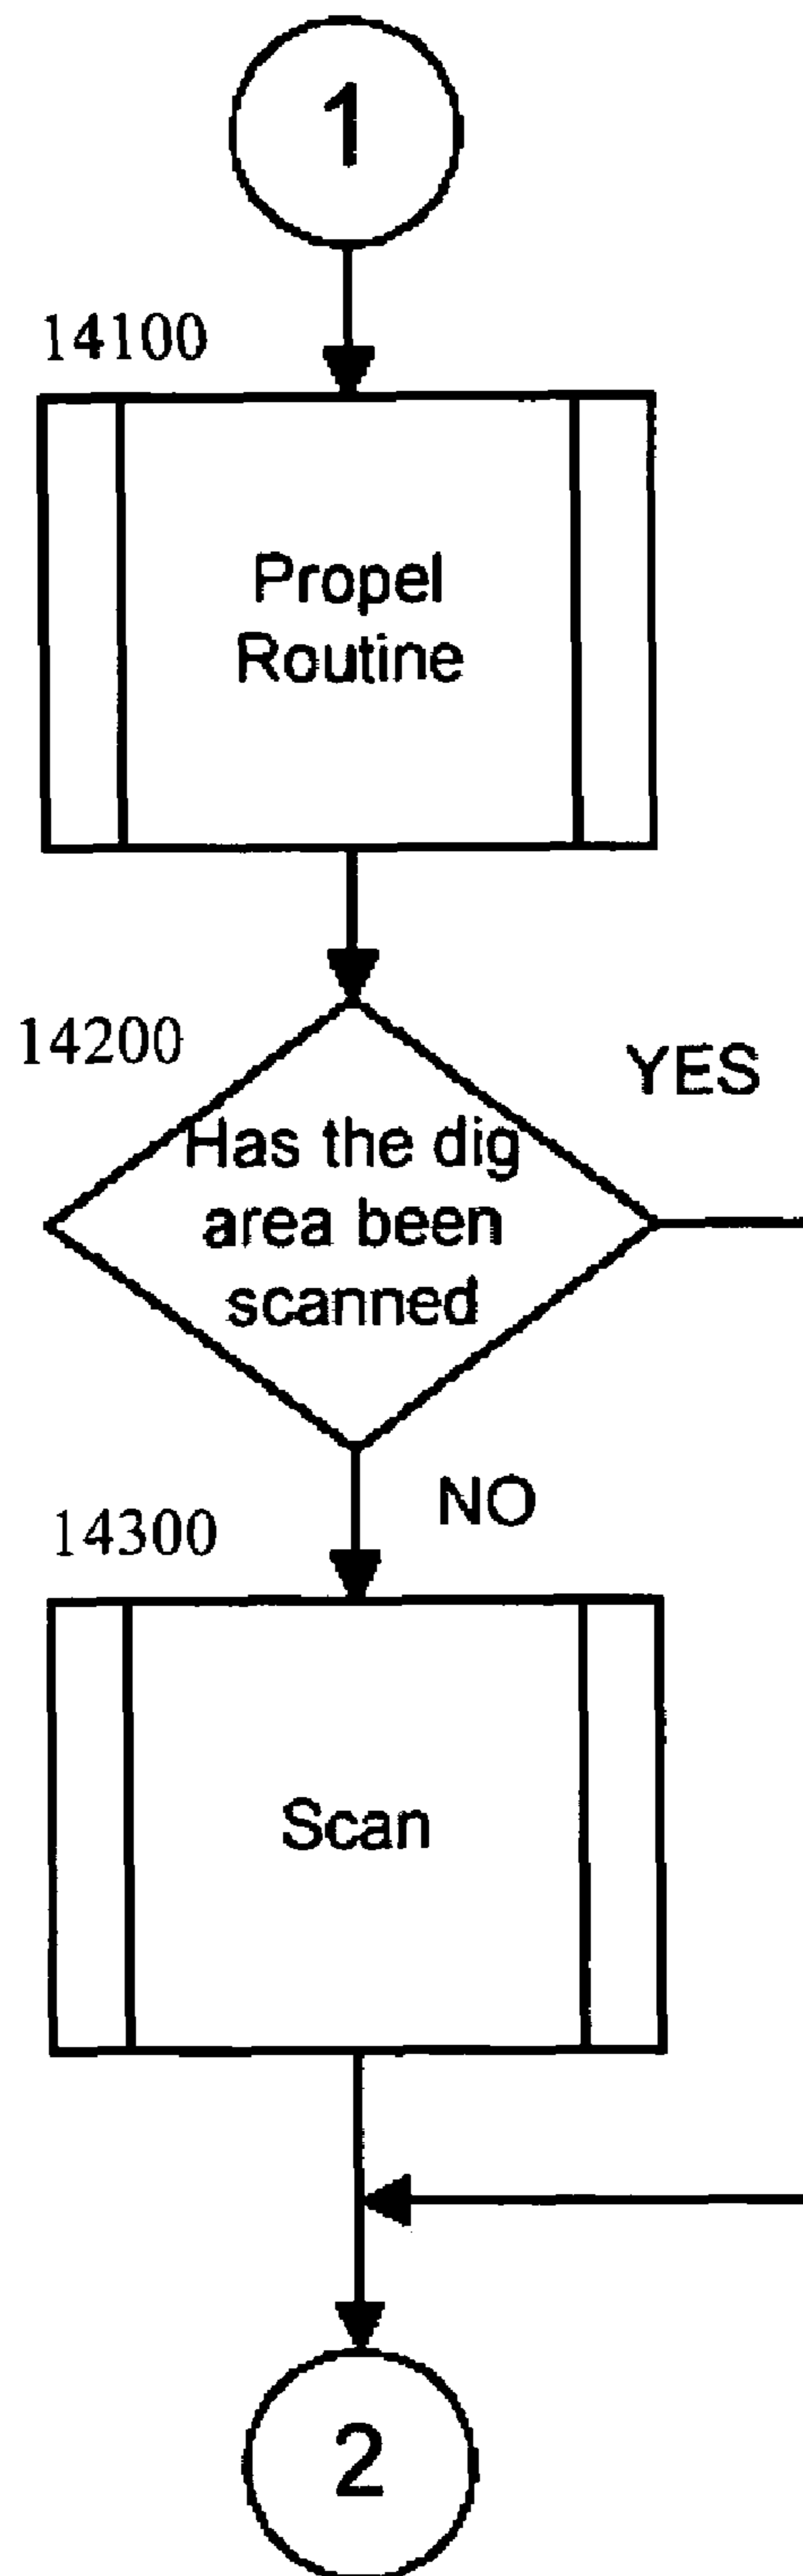 1
14100
Propel
Routine
14200
YES
Has the dig
area been
scanned
NO
14300
Scan
2